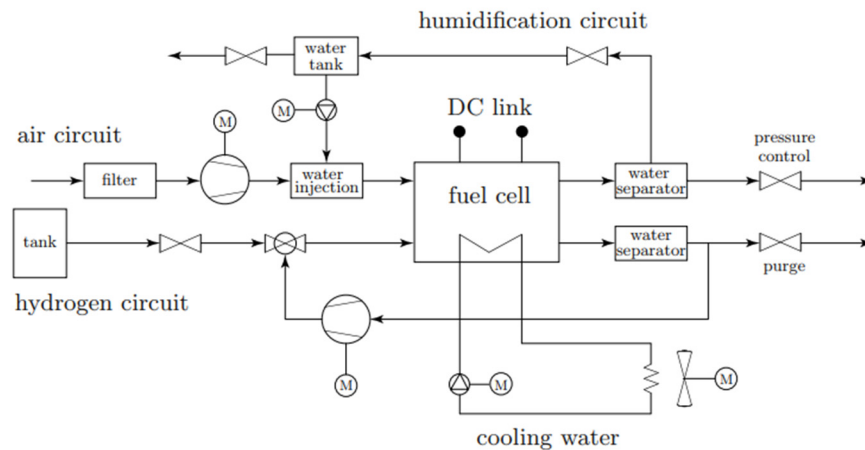 humidification circuit
water
tank
M
DC link
air circuit
M
pressure
control
filter
water
injection
fuel cell
water
separator
tank
water
separator
purge
hydrogen circuit
M
M
M
cooling water